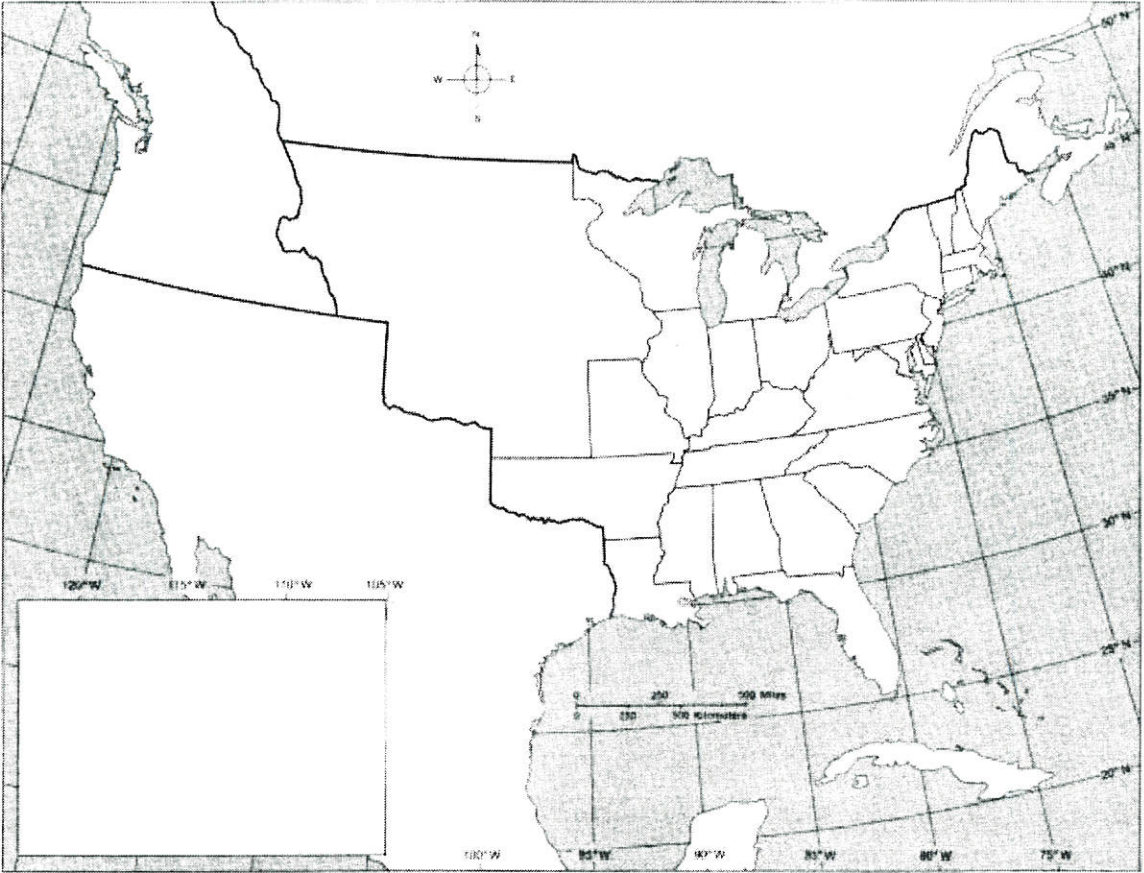 50° N
N
W E
S
45° N
40° N
35° N
30° N
120° W 115° W 110° W 105° W
25° N
0 250 500 Miles
0 250 500 Kilometers
20° N
100° W 95° W 90° W 85° W 80° W 75° W